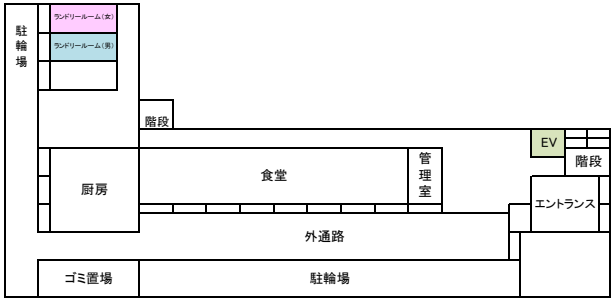 ランドリールーム(女)
駐輪場
ランドリールーム(男)
階段
EV
階段
管理室
食堂
厨房
エントランス
外通路
ゴミ置場
駐輪場